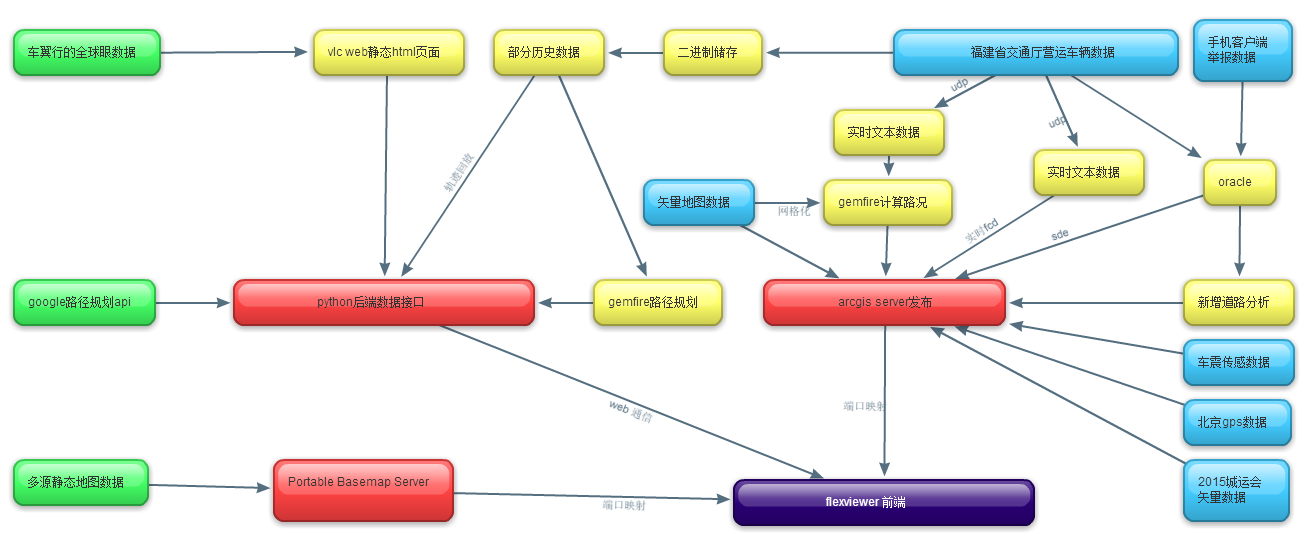 车翼行的全球眼数据
vlc web静态html页面
部分历史数据
二进制储存
福建省交通厅营运车辆数据
手机客户端
举报数据
udp
udp
实时文本数据
实时文本数据
oracle
轨迹回放
矢量地图数据
网格化
gemfire计算路况
实时fcd
sde
google路径规划api
python后端数据接口
gemfire路径规划
arcgis server发布
新增道路分析
车震传感数据
web 通信
端口映射
北京gps数据
多源静态地图数据
Portable Basemap Server
端口映射
flexviewer 前端
2015城运会
矢量数据